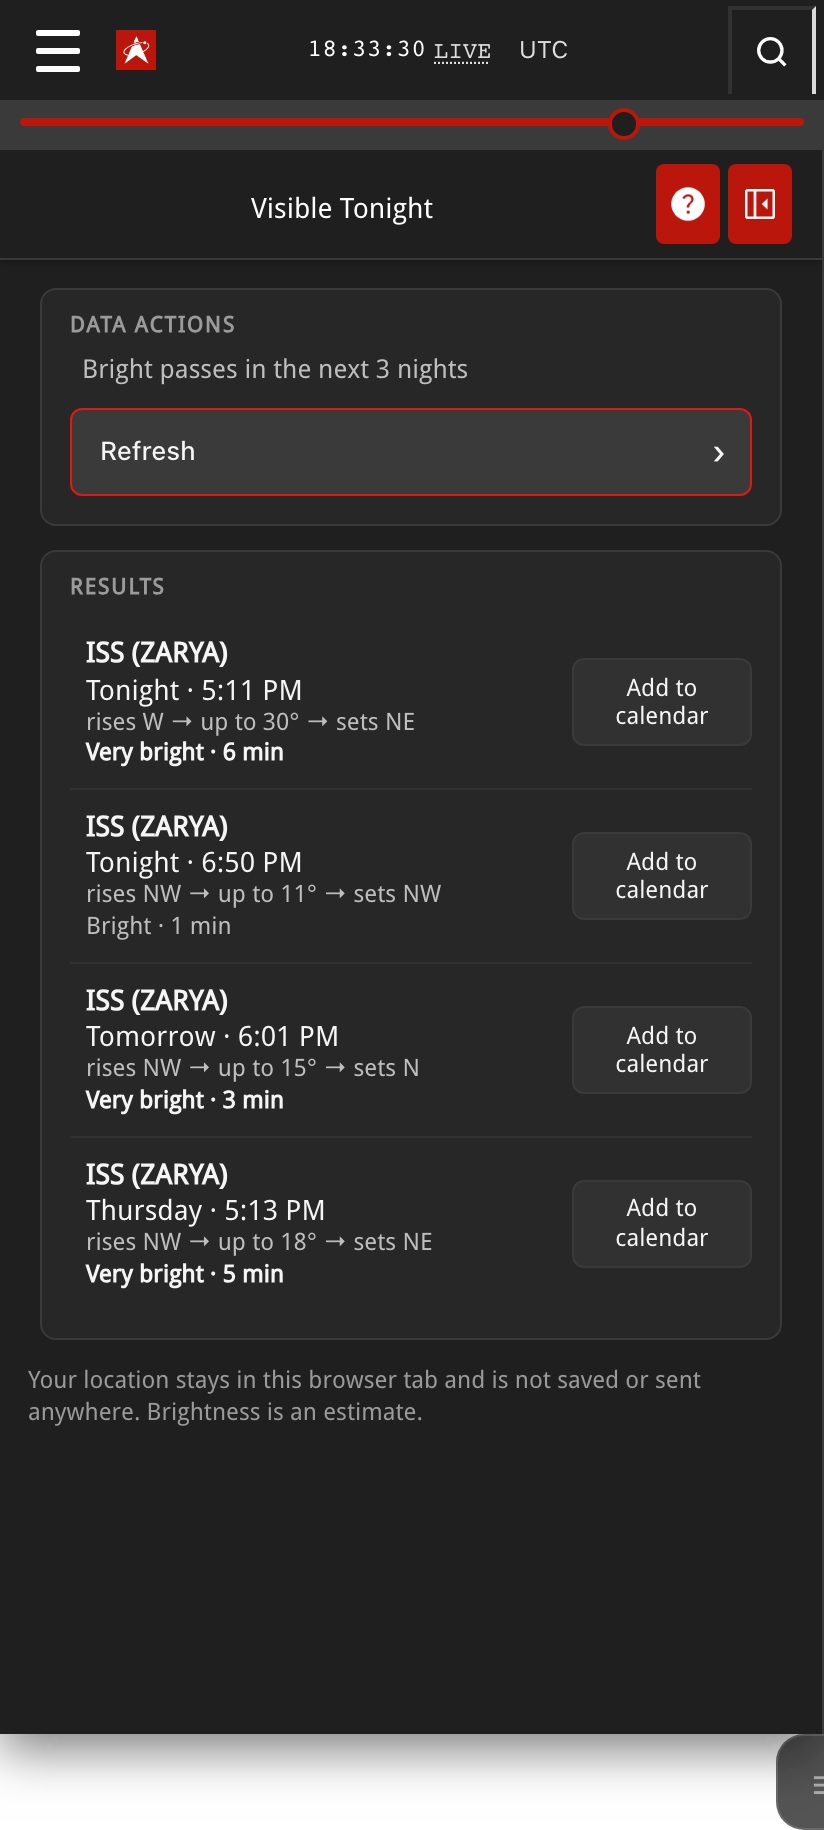 18:33:30 LIVE UTC
Visible Tonight
DATA ACTIONS
Bright passes in the next 3 nights
Refresh ›
RESULTS
ISS (ZARYA)
Tonight · 5:11 PM
rises W → up to 30° → sets NE
Very bright · 6 min
Add to
calendar
ISS (ZARYA)
Tonight · 6:50 PM
rises NW → up to 11° → sets NW
Bright · 1 min
Add to
calendar
ISS (ZARYA)
Tomorrow · 6:01 PM
rises NW → up to 15° → sets N
Very bright · 3 min
Add to
calendar
ISS (ZARYA)
Thursday · 5:13 PM
rises NW → up to 18° → sets NE
Very bright · 5 min
Add to
calendar
Your location stays in this browser tab and is not saved or sent
anywhere. Brightness is an estimate.